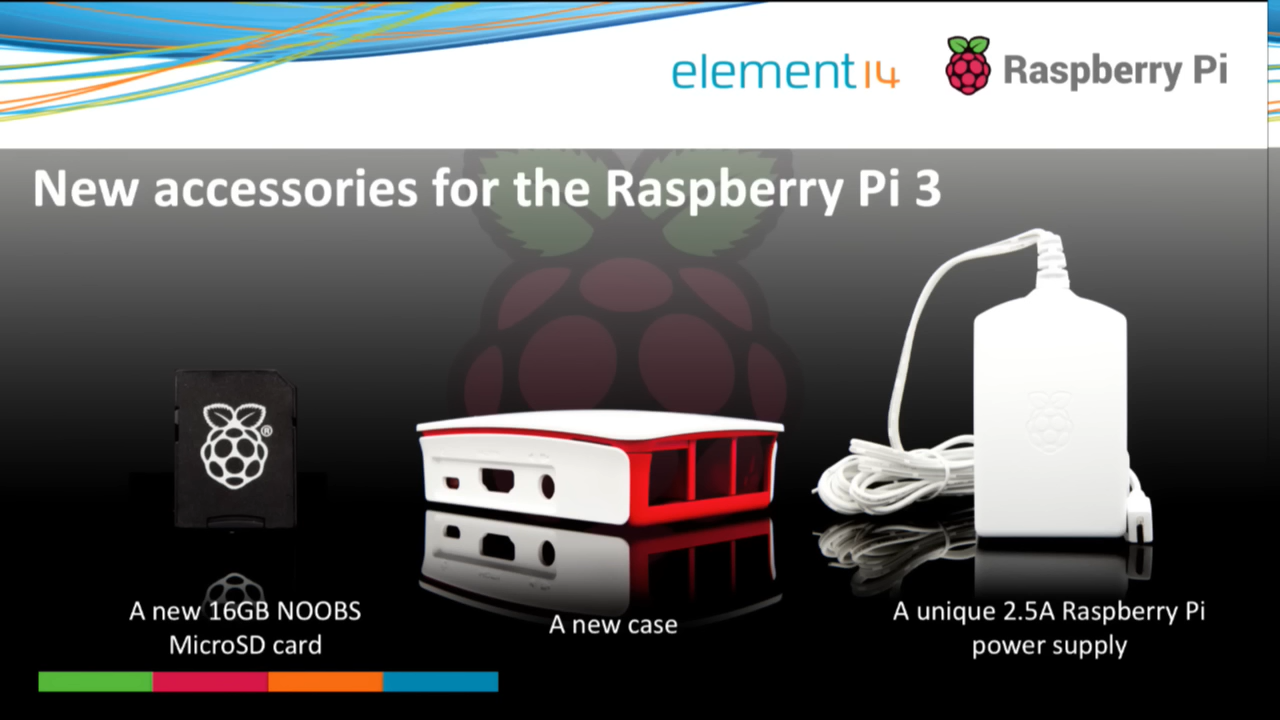 element14
Raspberry Pi
New accessories for the Raspberry Pi 3
®
A new 16GB NOOBS
MicroSD card
A new case
A unique 2.5A Raspberry Pi
power supply